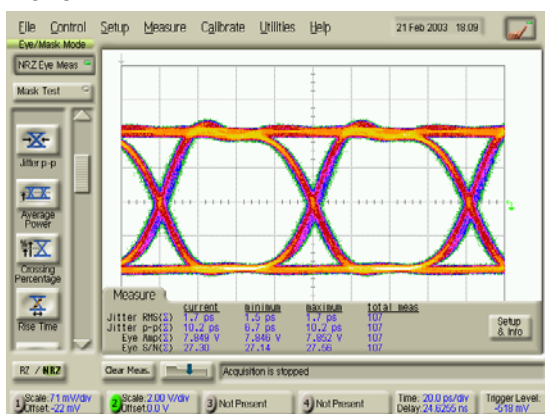 File Control Setup Measure Calibrate Utilities Help 21 Feb 2003 18:09
Eye/Mask Mode
NRZ Eye Meas
Mask Test
Jitter p-p
Average
Power
Crossing
Percentage
Rise Time
Measure
current minimum maximum total meas
Jitter RMS(Σ) 1.7 ps 1.5 ps 1.7 ps 107
Jitter p-p(Σ) 10.2 ps 6.7 ps 10.2 ps 107
Eye Amp(Σ) 7.849 V 7.846 V 7.852 V 107
Eye S/N(Σ) 27.30 27.14 27.56 107
Setup
& Info
RZ / NRZ
Clear Meas.
Acquisition is stopped
1) Scale:71 mV/div
Offset:-22 mV
2) Scale:2.00 V/div
Offset:0.0 V
3) Not Present
4) Not Present
Time: 20.0 ps/div
Delay:24.6255 ns
Trigger Level:
-518 mV